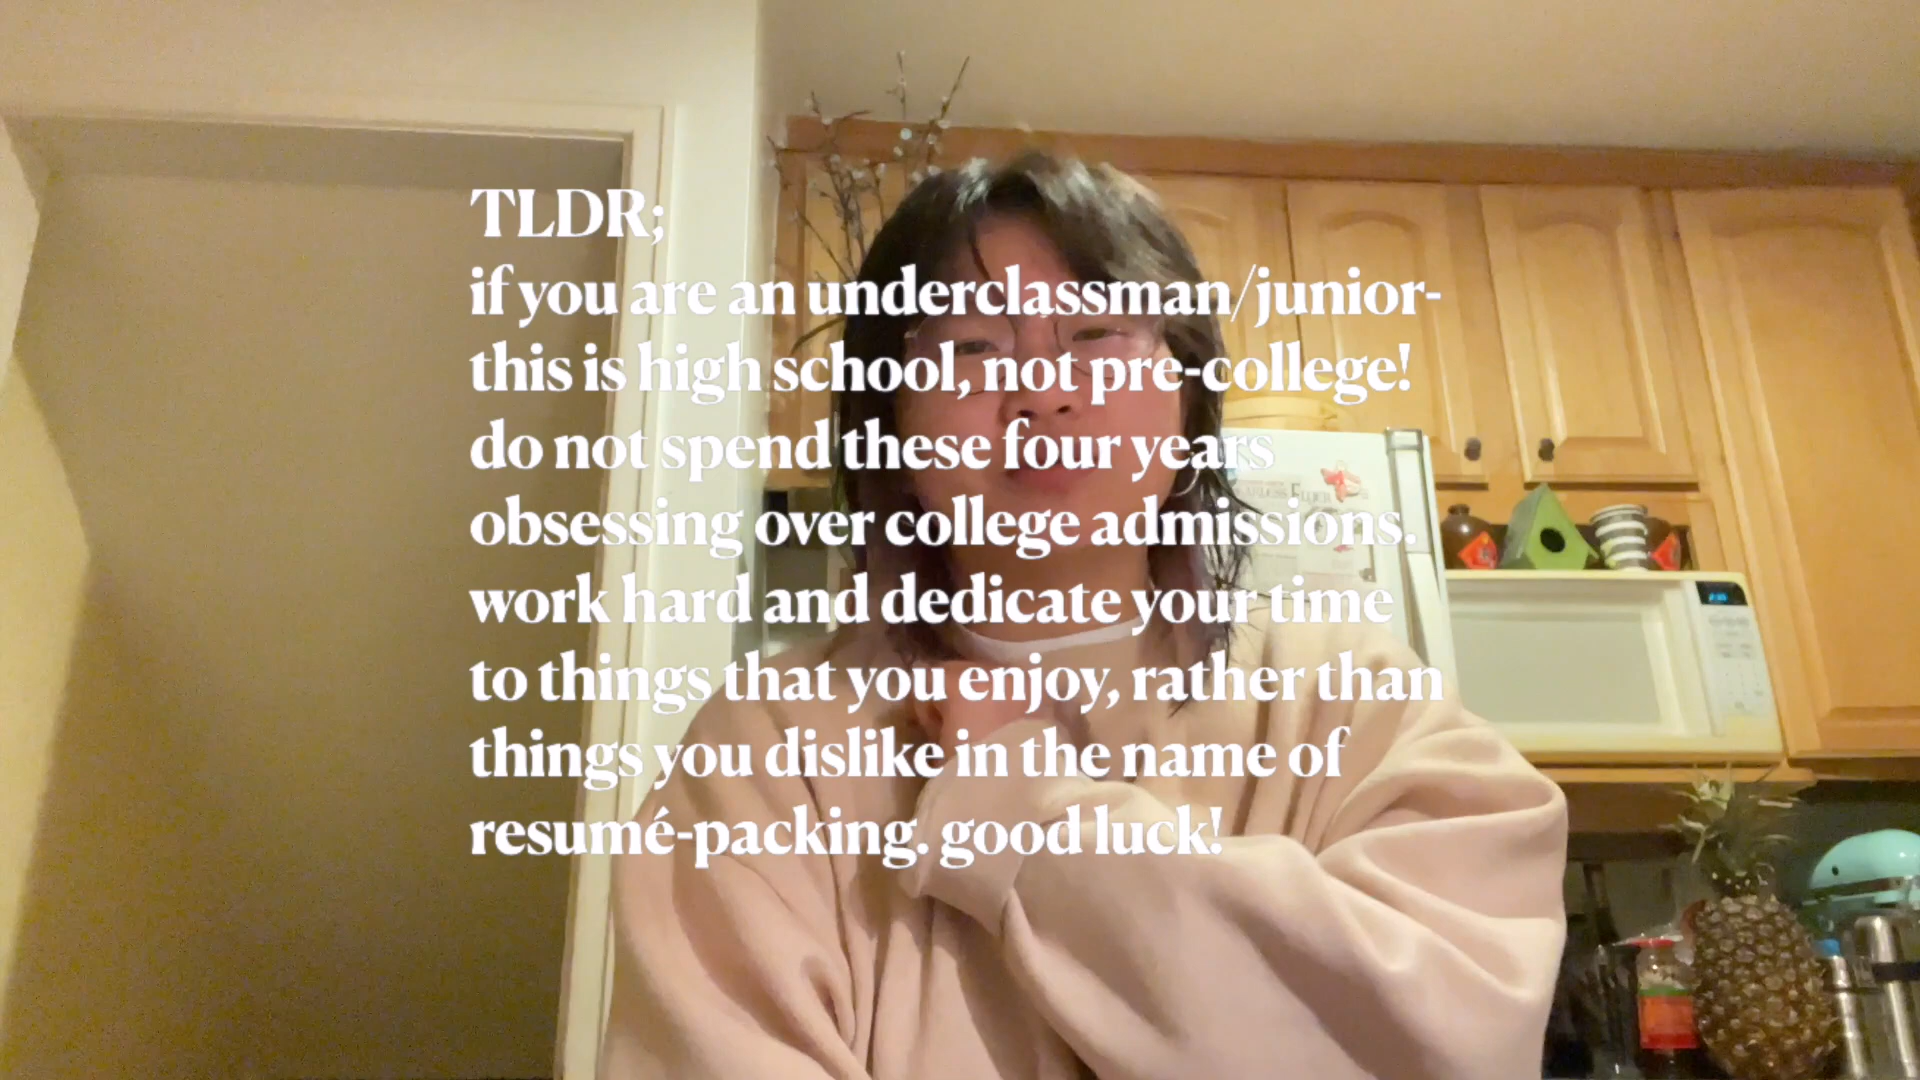 TLDR;
if you are an underclassman/junior-
this is high school, not pre-college!
do not spend these four years
obsessing over college admissions.
work hard and dedicate your time
to things that you enjoy, rather than
things you dislike in the name of
resumé-packing. good luck!